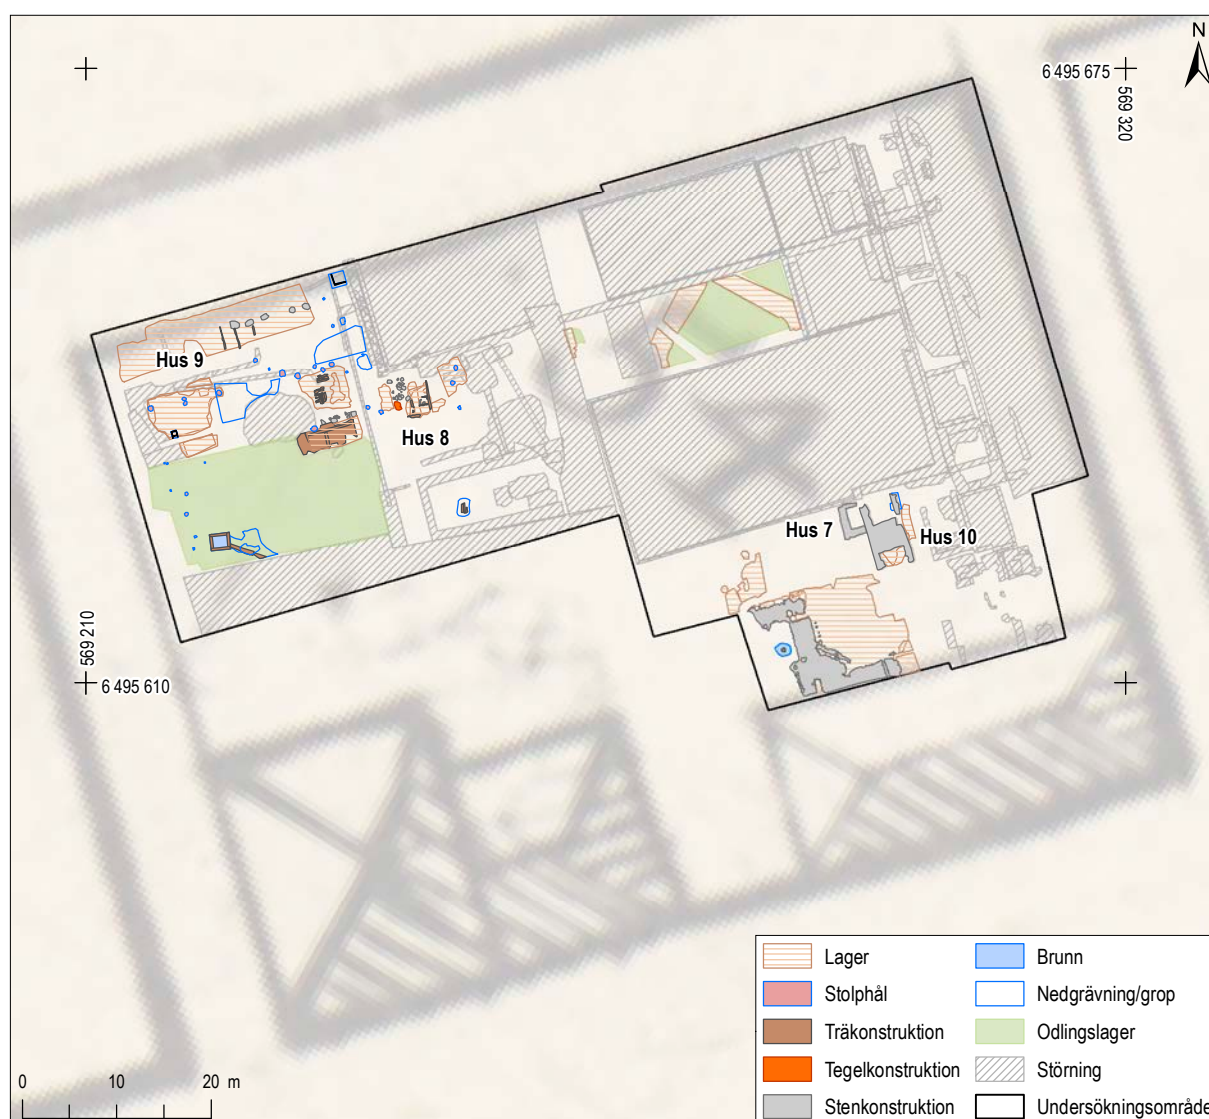 N
6 495 675
569 320
Hus 9
Hus 8
Hus 7
Hus 10
569 210
6 495 610
Lager
Brunn
Stolphål
Nedgrävning/grop
Träkonstruktion
Odlingslager
Tegelkonstruktion
Störning
Stenkonstruktion
Undersökningsområde
0 10 20 m